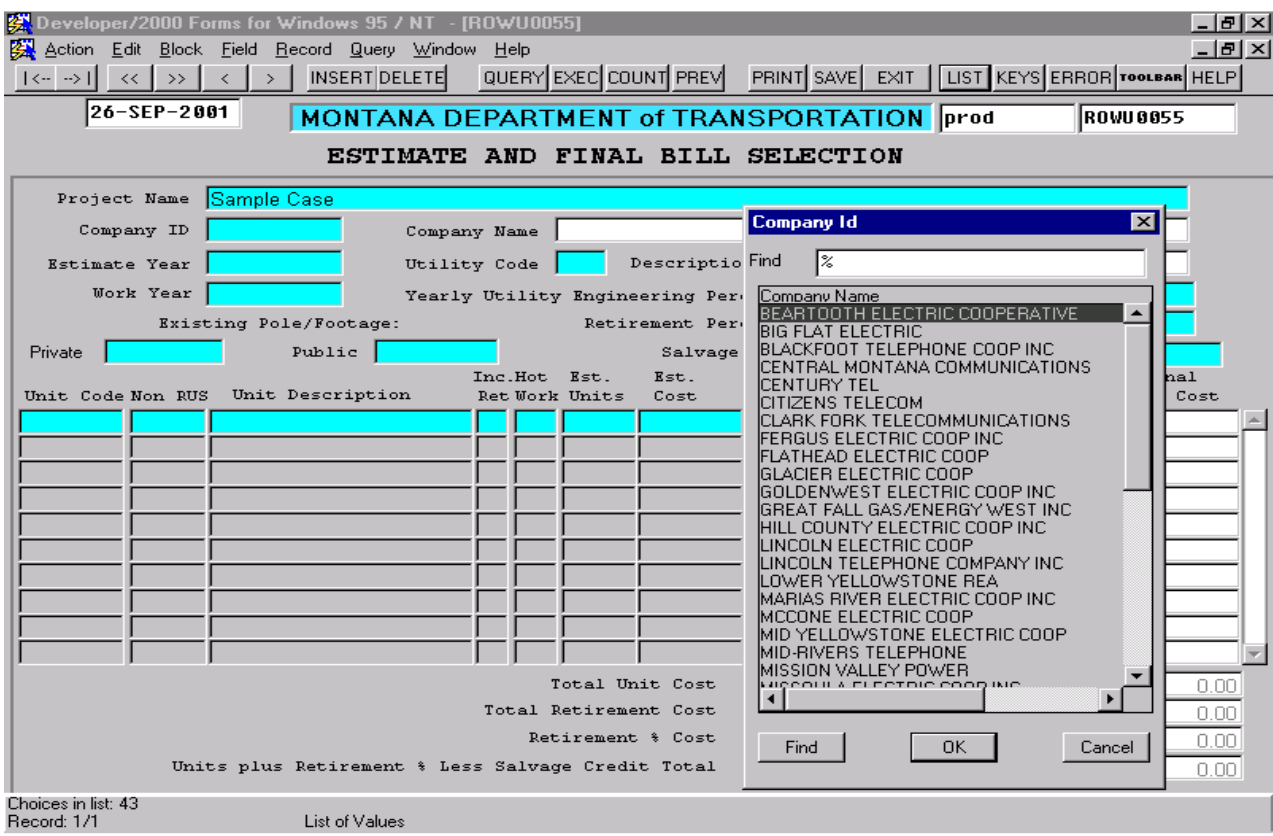 Developer/2000 Forms for Windows 95 / NT - [ROWU0055]
Action Edit Block Field Record Query Window Help
|<-- -->| << >> < > INSERT DELETE QUERY EXEC COUNT PREV PRINT SAVE EXIT LIST KEYS ERROR TOOLBAR HELP
26-SEP-2001 MONTANA DEPARTMENT of TRANSPORTATION prod ROWU0055
ESTIMATE AND FINAL BILL SELECTION
Project Name Sample Case
Company ID Company Name
Estimate Year Utility Code Descriptio
Work Year Yearly Utility Engineering Per
Existing Pole/Footage: Retirement Per
Private Public Salvage
Inc. Hot Est. Est. nal
Unit Code Non RUS Unit Description Ret Work Units Cost Cost
Total Unit Cost 0.00
Total Retirement Cost 0.00
Retirement % Cost 0.00
Units plus Retirement % Less Salvage Credit Total 0.00
Company Id
Find %
Company Name
BEARTOOTH ELECTRIC COOPERATIVE
BIG FLAT ELECTRIC
BLACKFOOT TELEPHONE COOP INC
CENTRAL MONTANA COMMUNICATIONS
CENTURY TEL
CITIZENS TELECOM
CLARK FORK TELECOMMUNICATIONS
FERGUS ELECTRIC COOP INC
FLATHEAD ELECTRIC COOP
GLACIER ELECTRIC COOP
GOLDENWEST ELECTRIC COOP INC
GREAT FALL GAS/ENERGY WEST INC
HILL COUNTY ELECTRIC COOP INC
LINCOLN ELECTRIC COOP
LINCOLN TELEPHONE COMPANY INC
LOWER YELLOWSTONE REA
MARIAS RIVER ELECTRIC COOP INC
MCCONE ELECTRIC COOP
MID YELLOWSTONE ELECTRIC COOP
MID-RIVERS TELEPHONE
MISSION VALLEY POWER
MISSOULA ELECTRIC COOP INC
Find OK Cancel
Choices in list: 43
Record: 1/1 List of Values